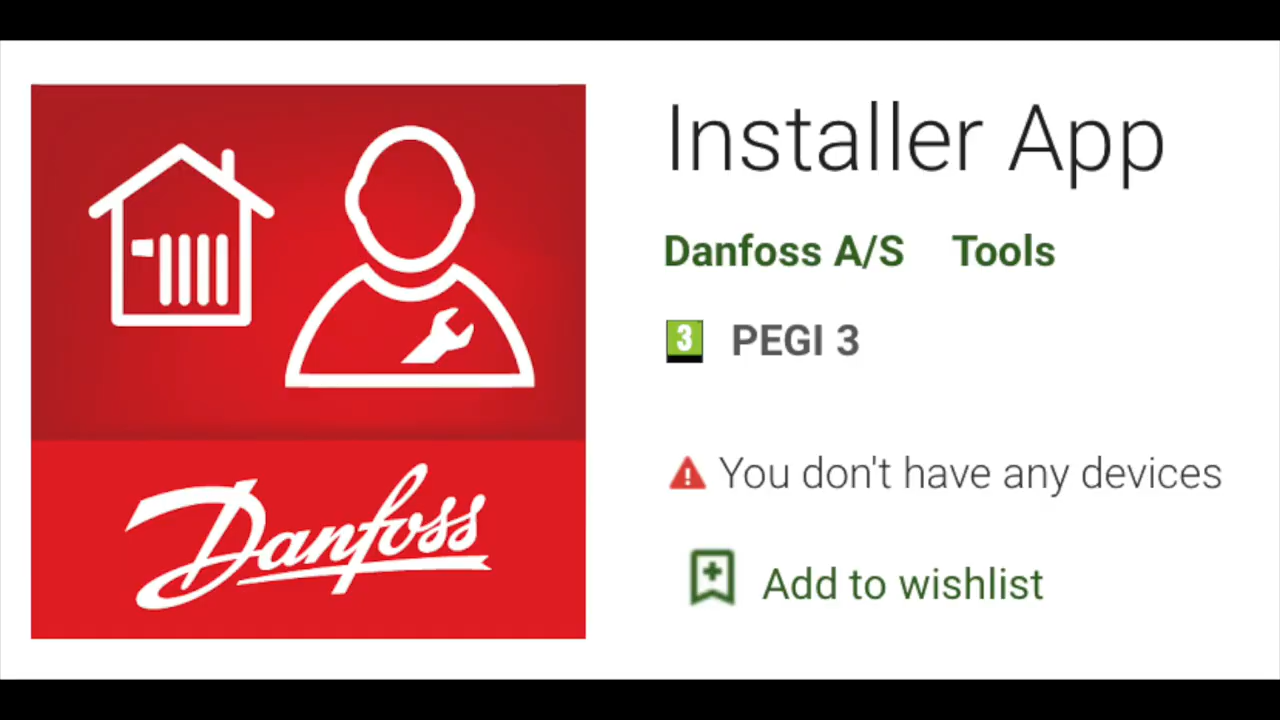 Installer App
Danfoss A/S Tools
3 PEGI 3
You don't have any devices
Add to wishlist
Danfoss